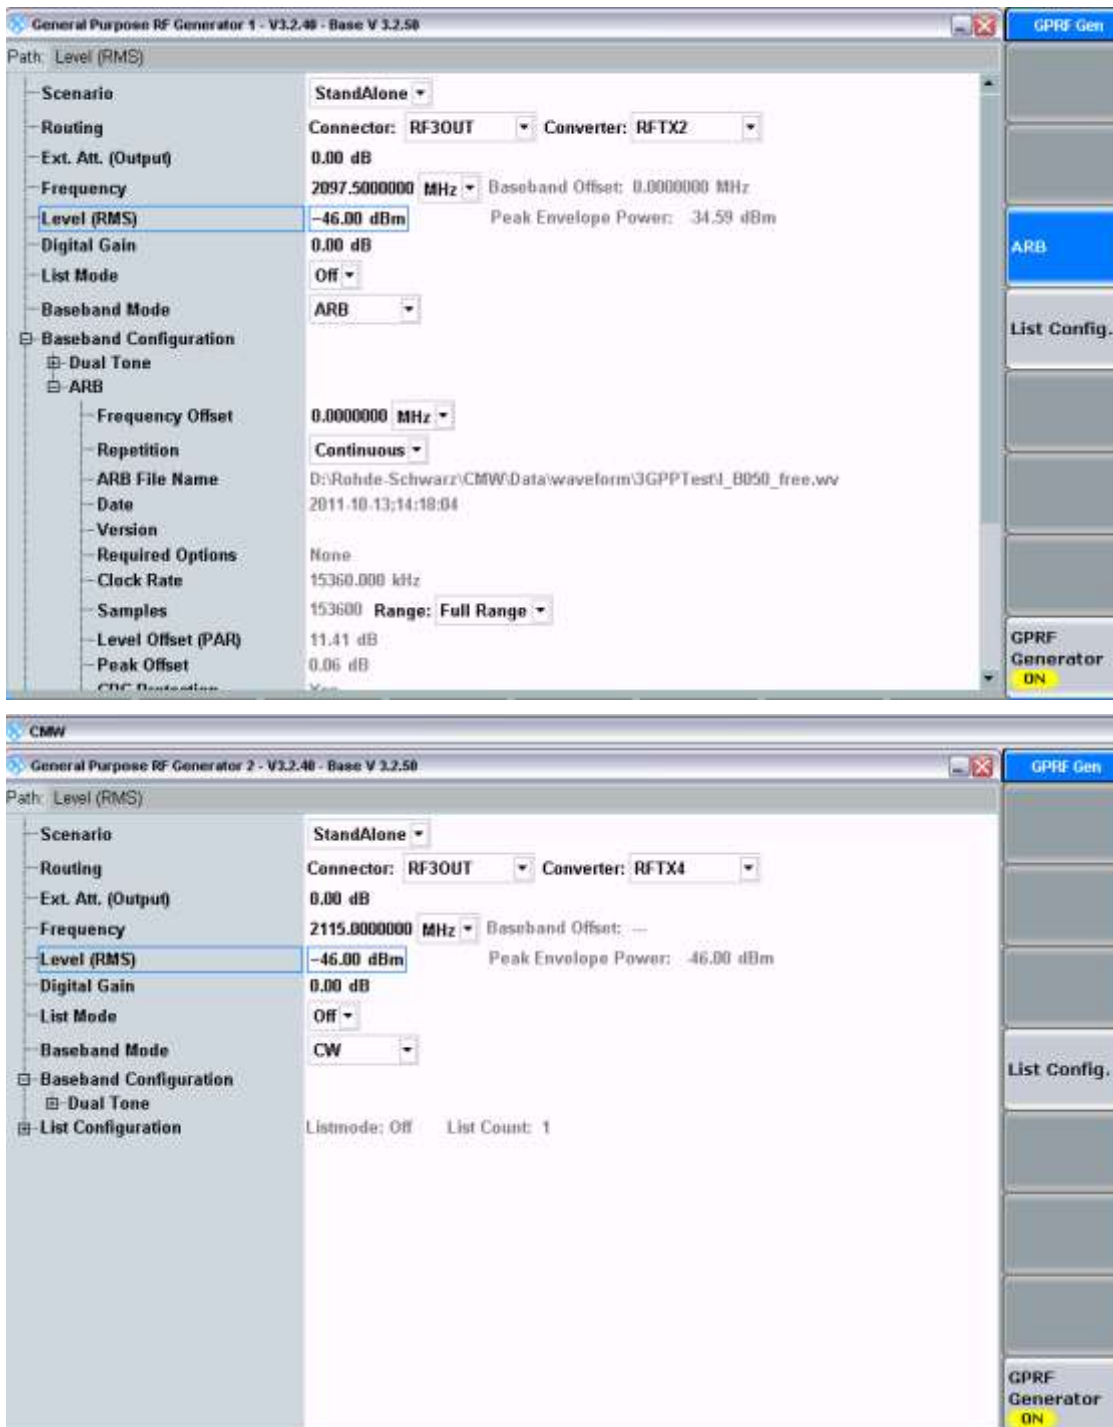 General Purpose RF Generator 1 - V3.2.40 - Base V 3.2.50
GPRF Gen
Path: Level (RMS)
Scenario StandAlone
Routing Connector: RF3OUT Converter: RFTX2
Ext. Att. (Output) 0.00 dB
Frequency 2097.5000000 MHz Baseband Offset: 0.0000000 MHz
Level (RMS) -46.00 dBm Peak Envelope Power: 34.59 dBm
Digital Gain 0.00 dB
ARB
List Mode Off
Baseband Mode ARB
List Config.
Baseband Configuration
Dual Tone
ARB
Frequency Offset 0.0000000 MHz
Repetition Continuous
ARB File Name D:\Rohde-Schwarz\CMW\Data\waveform\3GPPTest\I_B050_free.wv
Date 2011-10-13;14:18:04
Version
Required Options None
Clock Rate 15360.000 kHz
Samples 153600 Range: Full Range
Level Offset (PAR) 11.41 dB
Peak Offset 0.06 dB
GPRF
Generator
ON
CMW
General Purpose RF Generator 2 - V3.2.40 - Base V 3.2.50
GPRF Gen
Path: Level (RMS)
Scenario StandAlone
Routing Connector: RF3OUT Converter: RFTX4
Ext. Att. (Output) 0.00 dB
Frequency 2115.0000000 MHz Baseband Offset: ---
Level (RMS) -46.00 dBm Peak Envelope Power: -46.00 dBm
Digital Gain 0.00 dB
List Mode Off
Baseband Mode CW
List Config.
Baseband Configuration
Dual Tone
List Configuration Listmode: Off List Count: 1
GPRF
Generator
ON